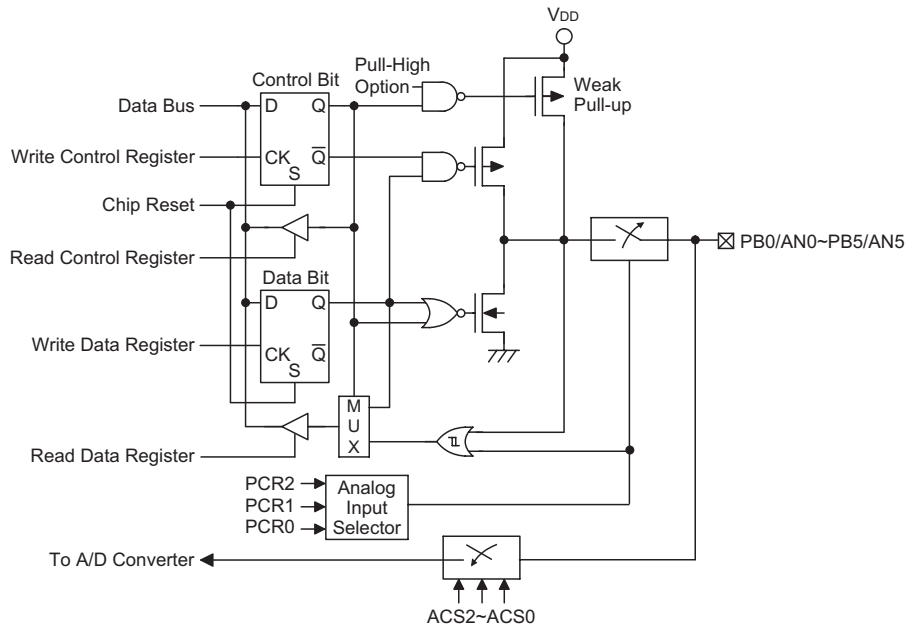 VDD
Pull-High
Option
Control Bit
Weak
Pull-up
Data Bus
D
Q
Write Control Register
CK
Q
S
Chip Reset
Read Control Register
PB0/AN0~PB5/AN5
Data Bit
D
Q
Write Data Register
CK
Q
S
M
U
X
Read Data Register
PCR2
PCR1
PCR0
Analog
Input
Selector
To A/D Converter
ACS2~ACS0